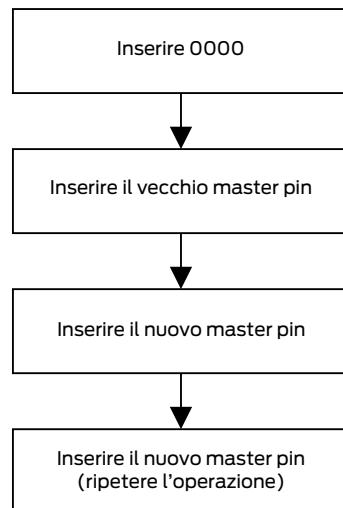 Inserire 0000
Inserire il vecchio master pin
Inserire il nuovo master pin
Inserire il nuovo master pin
(ripetere l'operazione)